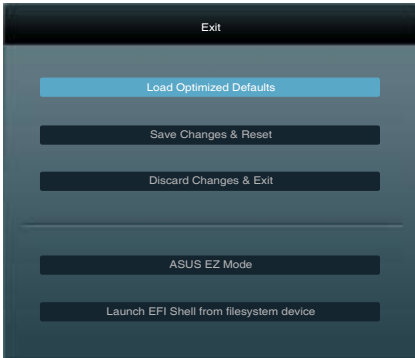 Exit
Load Optimized Defaults
Save Changes & Reset
Discard Changes & Exit
ASUS EZ Mode
Launch EFI Shell from filesystem device